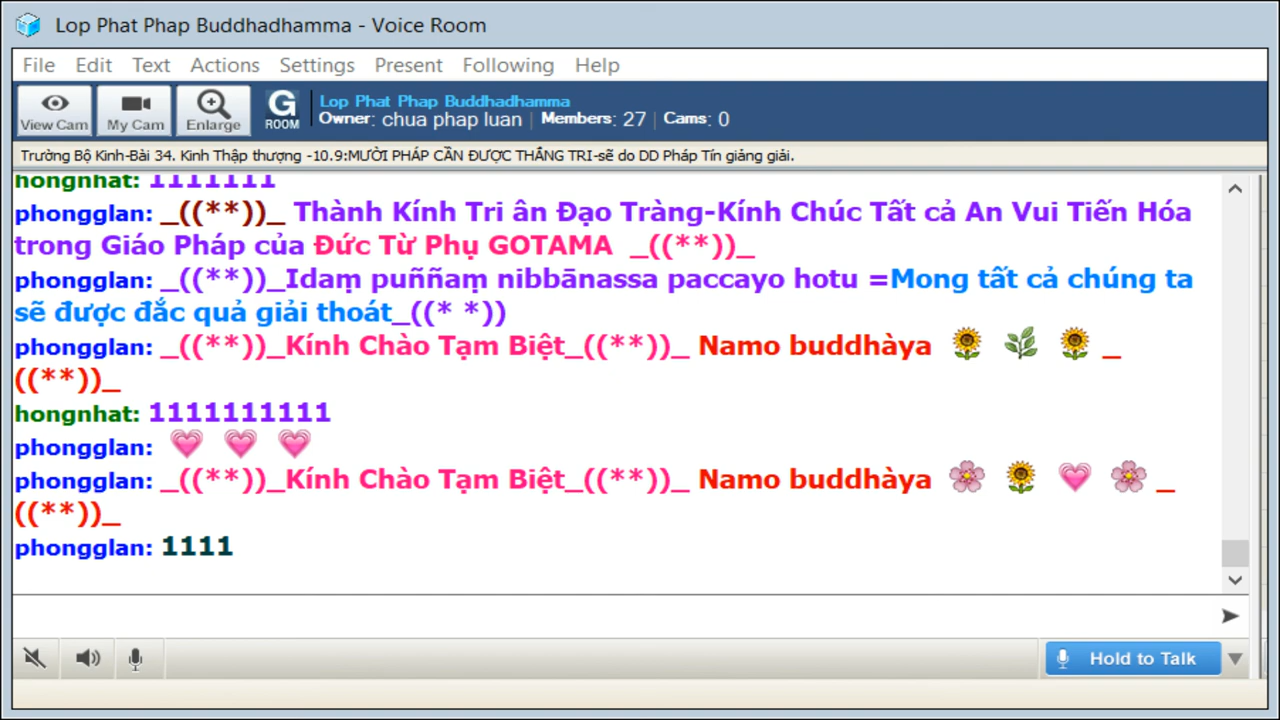 Lop Phat Phap Buddhadhamma - Voice Room
File Edit Text Actions Settings Present Following Help
View Cam My Cam Enlarge G ROOM Lop Phat Phap Buddhadhamma
Owner: chua phap luan | Members: 27 | Cams: 0
Trường Bộ Kinh-Bài 34. Kinh Thập thượng -10.9:MƯỜI PHÁP CẦN ĐƯỢC THẮNG TRI-sẽ do DD Pháp Tín giảng giải.
hongnhat: 1111111
phongglan: _((**))_ Thành Kính Tri ân Đạo Tràng-Kính Chúc Tất cả An Vui Tiến Hóa
trong Giáo Pháp của Đức Từ Phụ GOTAMA _((**))_
phongglan: _((**))_Idaṃ puññaṃ nibbānassa paccayo hotu =Mong tất cả chúng ta
sẽ được đắc quả giải thoát_((* *))
phongglan: _((**))_Kính Chào Tạm Biệt_((**))_ Namo buddhàya 🌻 🌿 🌻 _
((**))_
hongnhat: 1111111111
phongglan: 💗 💗 💗
phongglan: _((**))_Kính Chào Tạm Biệt_((**))_ Namo buddhàya 🌸 🌻 💗 🌸 _
((**))_
phongglan: 1111
Hold to Talk